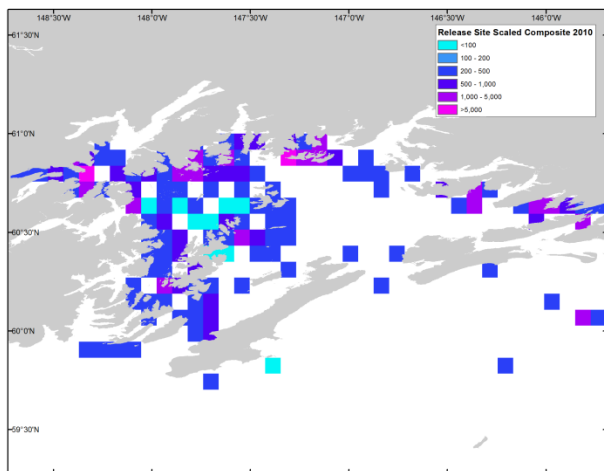 148°30'W 148°0'W 147°30'W 147°0'W 146°30'W 146°0'W
61°30'N
Release Site Scaled Composite 2010
<100
100 - 200
200 - 500
500 - 1,000
1,000 - 5,000
>5,000
61°0'N
60°30'N
60°0'N
59°30'N